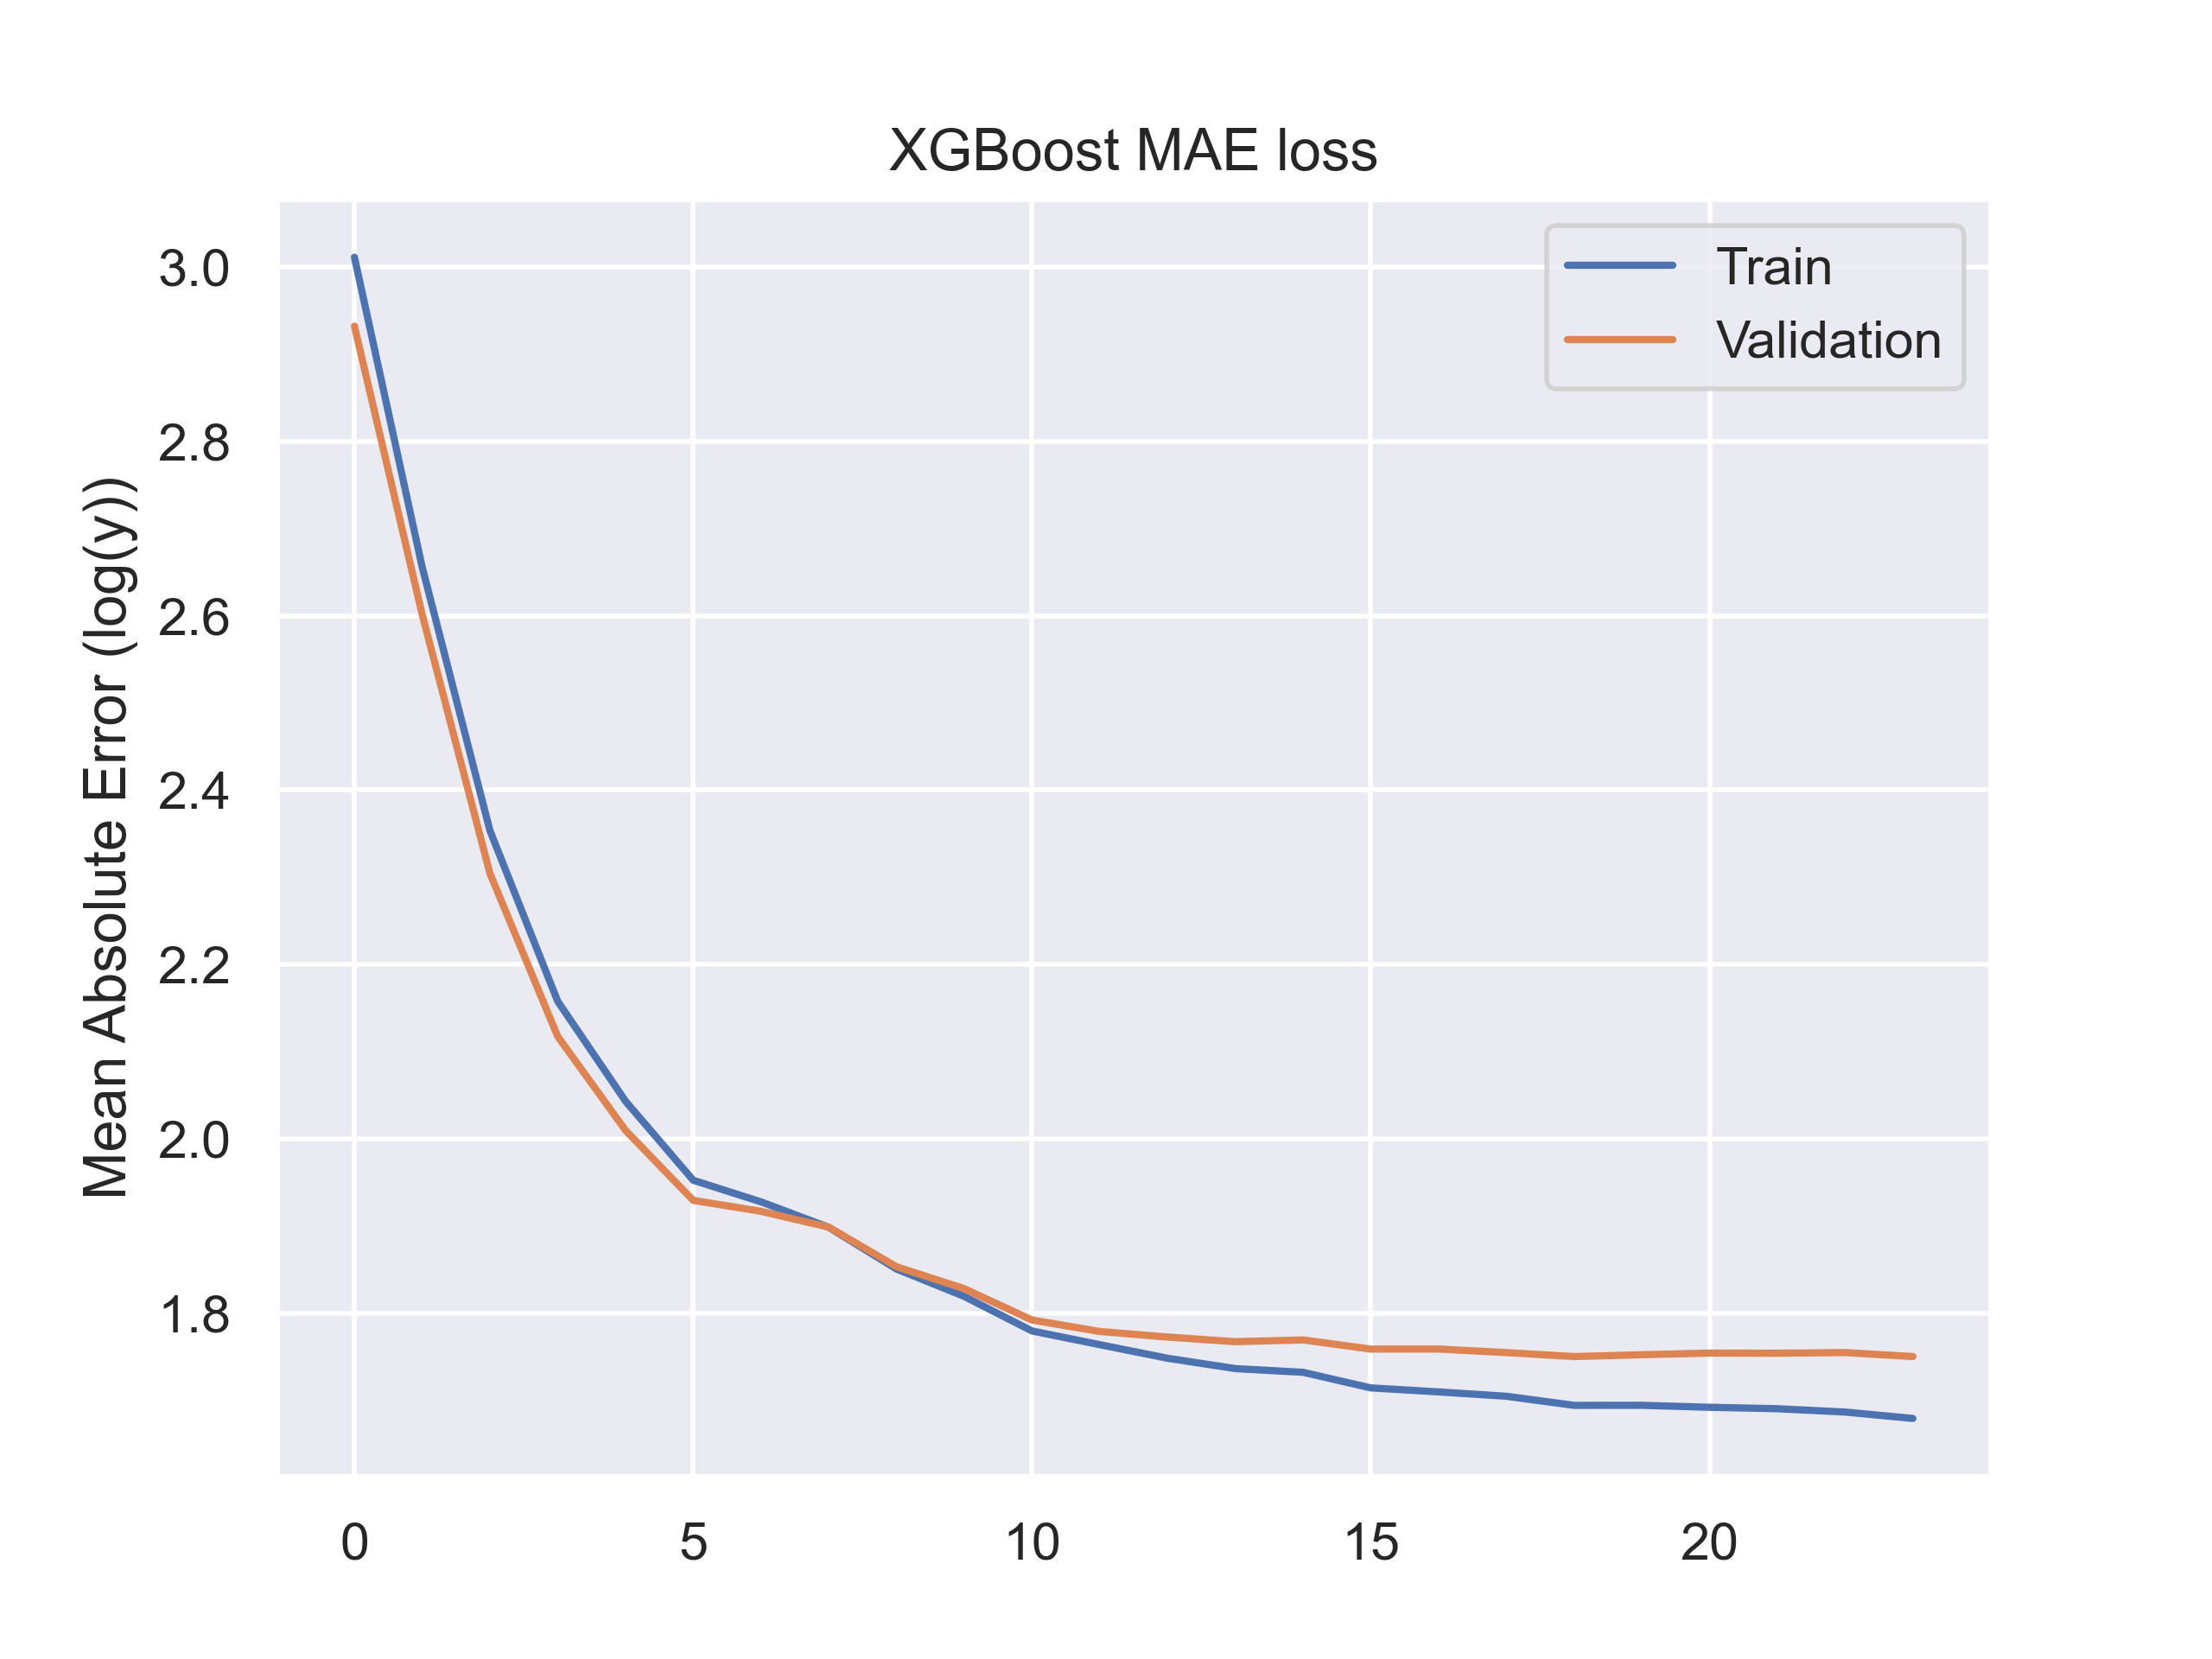 XGBoost MAE loss
Train
Validation
Mean Absolute Error (log(y))
3.0
2.8
2.6
2.4
2.2
2.0
1.8
0 5 10 15 20